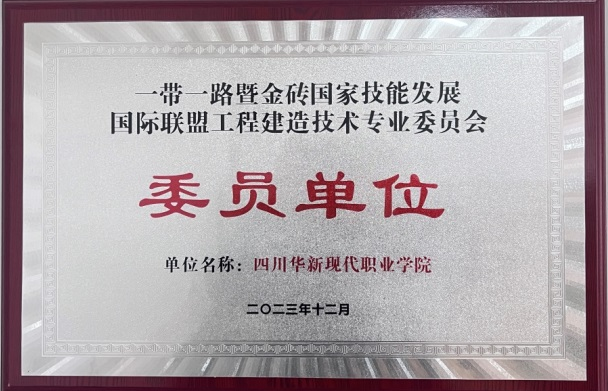 一带一路暨金砖国家技能发展
国际联盟工程建造技术专业委员会
委员单位
单位名称：四川华新现代职业学院
二〇二三年十二月